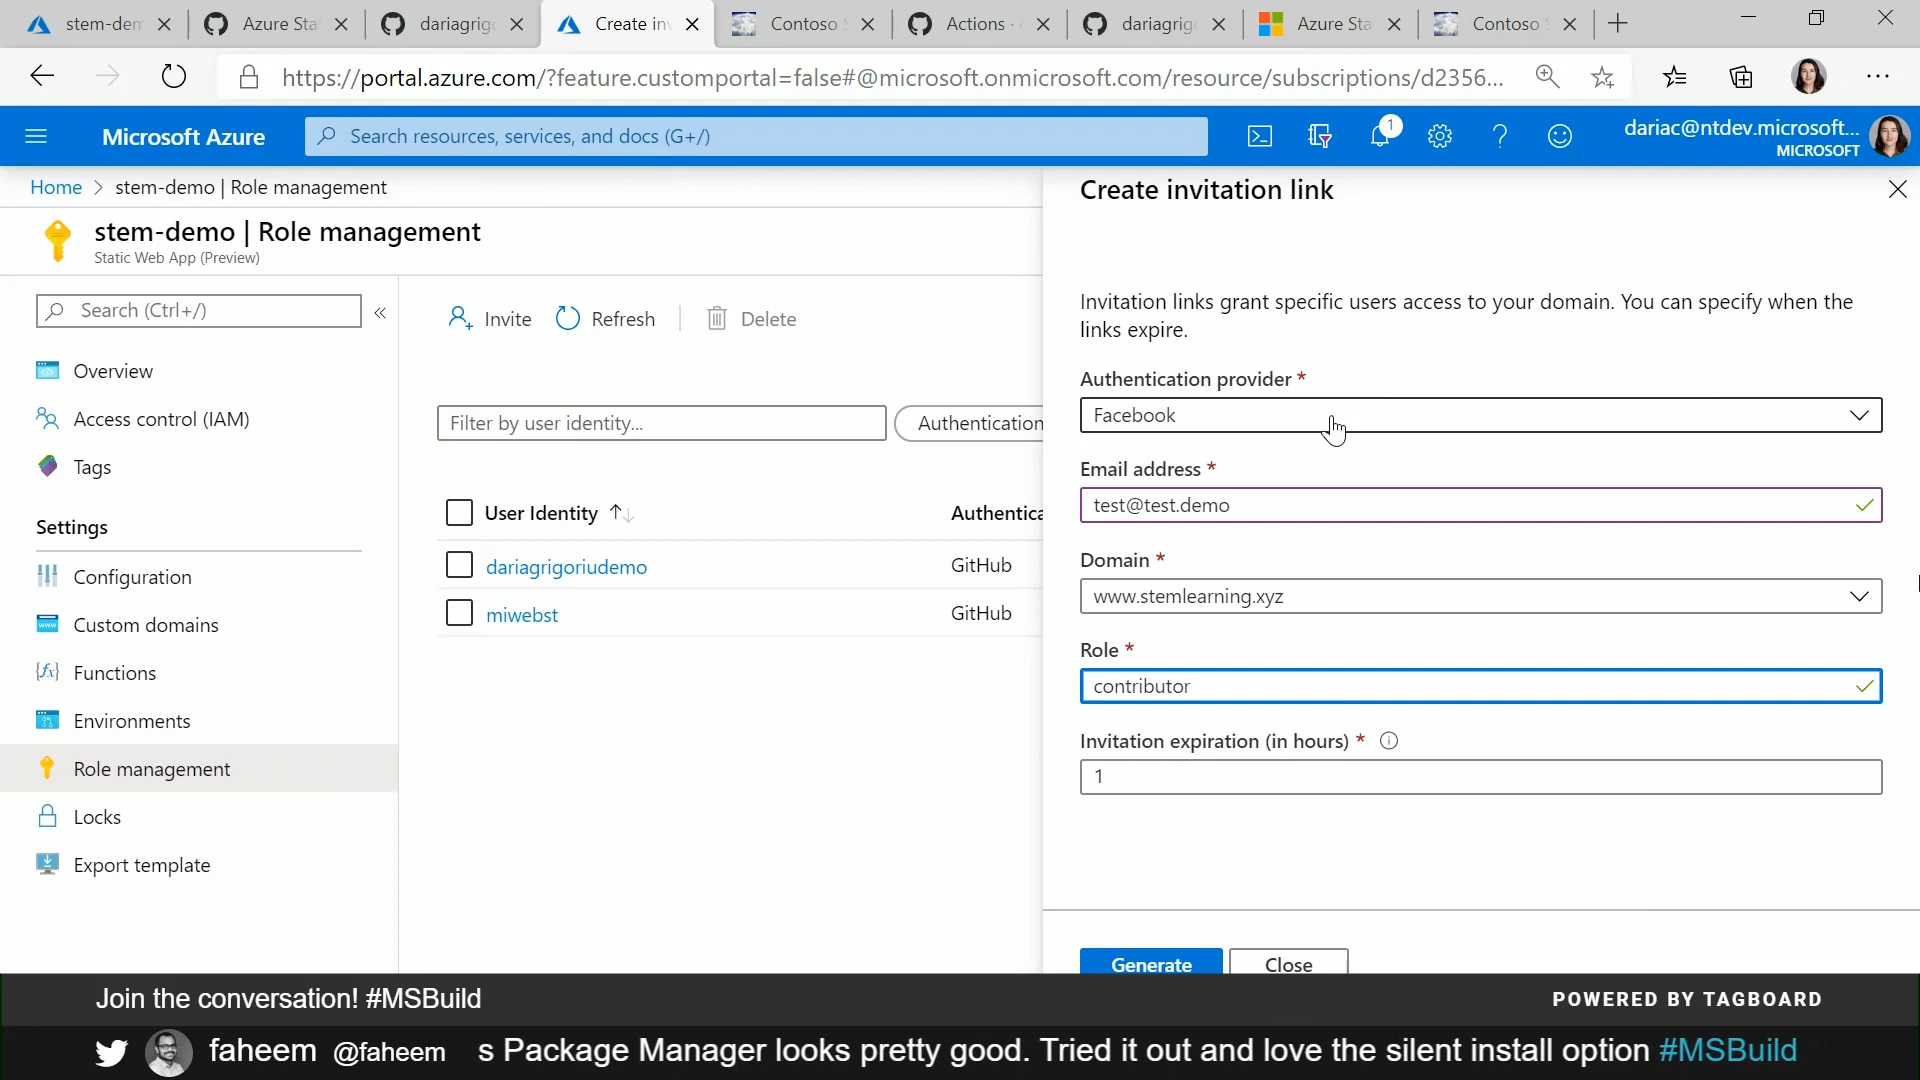 stem-dem
Azure Sta
dariagrigo
Create inv
Contoso S
Actions ·
dariagrigo
Azure Sta
Contoso S
https://portal.azure.com/?feature.customportal=false#@microsoft.onmicrosoft.com/resource/subscriptions/d2356...
Microsoft Azure
Search resources, services, and docs (G+/)
1
dariac@ntdev.microsoft...
MICROSOFT
Home > stem-demo | Role management
stem-demo | Role management
Static Web App (Preview)
Search (Ctrl+/)
«
Overview
Access control (IAM)
Tags
Settings
Configuration
Custom domains
Functions
Environments
Role management
Locks
Export template
Invite
Refresh
Delete
Filter by user identity...
Authentication
User Identity ↑↓
Authentica
dariagrigoriudemo
GitHub
miwebst
GitHub
Create invitation link
Invitation links grant specific users access to your domain. You can specify when the
links expire.
Authentication provider *
Facebook
Email address *
test@test.demo
Domain *
www.stemlearning.xyz
Role *
contributor
Invitation expiration (in hours) *
1
Generate
Close
Join the conversation! #MSBuild
POWERED BY TAGBOARD
faheem @faheem
s Package Manager looks pretty good. Tried it out and love the silent install option #MSBuild